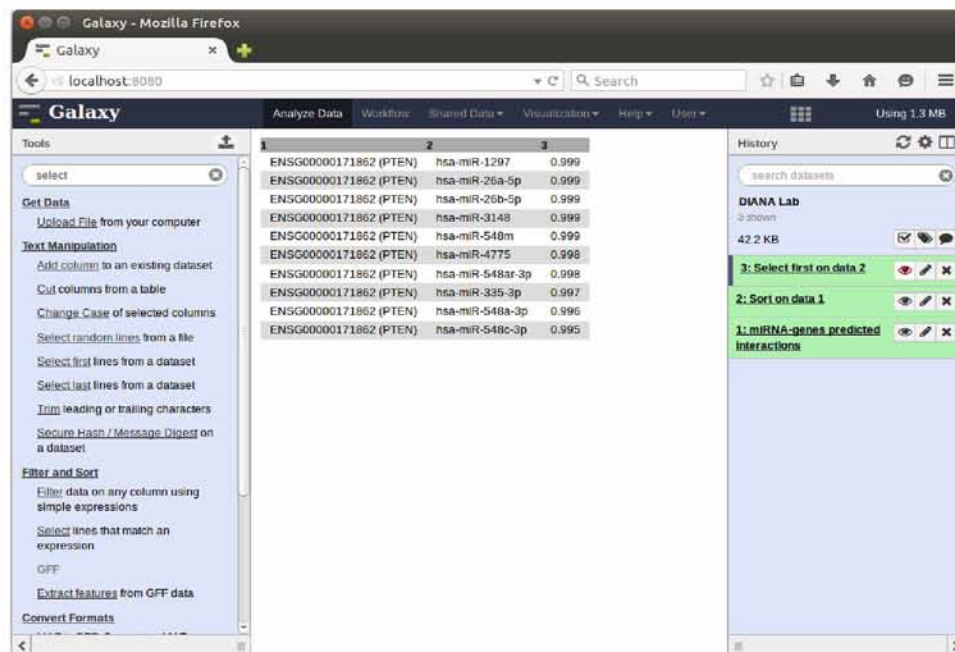 Galaxy - Mozilla Firefox
Galaxy
localhost:8080
Search
Galaxy
Analyze Data Workflow Shared Data Visualization Help User
Using 1.3 MB
Tools
select
Get Data
Upload File from your computer
Text Manipulation
Add column to an existing dataset
Cut columns from a table
Change Case of selected columns
Select random lines from a file
Select first lines from a dataset
Select last lines from a dataset
Trim leading or trailing characters
Secure Hash / Message Digest on
a dataset
Filter and Sort
Filter data on any column using
simple expressions
Select lines that match an
expression
GFF
Extract features from GFF data
Convert Formats
1 2 3
ENSG00000171862 (PTEN) hsa-miR-1297 0.999
ENSG00000171862 (PTEN) hsa-miR-26a-5p 0.999
ENSG00000171862 (PTEN) hsa-miR-26b-5p 0.999
ENSG00000171862 (PTEN) hsa-miR-3148 0.999
ENSG00000171862 (PTEN) hsa-miR-548m 0.999
ENSG00000171862 (PTEN) hsa-miR-4775 0.998
ENSG00000171862 (PTEN) hsa-miR-548ar-3p 0.998
ENSG00000171862 (PTEN) hsa-miR-335-3p 0.997
ENSG00000171862 (PTEN) hsa-miR-548a-3p 0.996
ENSG00000171862 (PTEN) hsa-miR-548c-3p 0.995
History
search datasets
DIANA Lab
3 shown
42.2 KB
3: Select first on data 2
2: Sort on data 1
1: miRNA-genes predicted
interactions